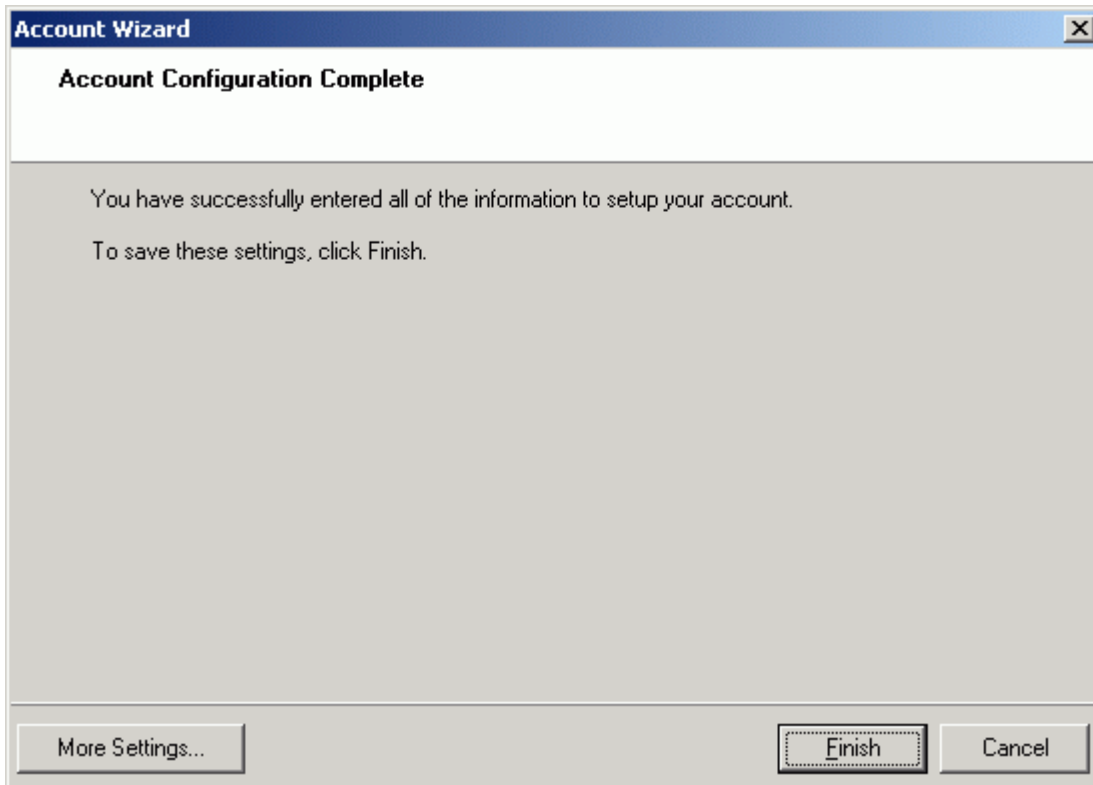 Account Wizard
Account Configuration Complete
You have successfully entered all of the information to setup your account.
To save these settings, click Finish.
More Settings... Finish Cancel